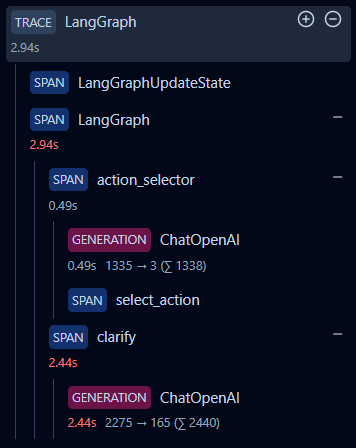 TRACE LangGraph
2.94s
SPAN LangGraphUpdateState
SPAN LangGraph
2.94s
SPAN action_selector
0.49s
GENERATION ChatOpenAI
0.49s 1335 → 3 (∑ 1338)
SPAN select_action
SPAN clarify
2.44s
GENERATION ChatOpenAI
2.44s 2275 → 165 (∑ 2440)